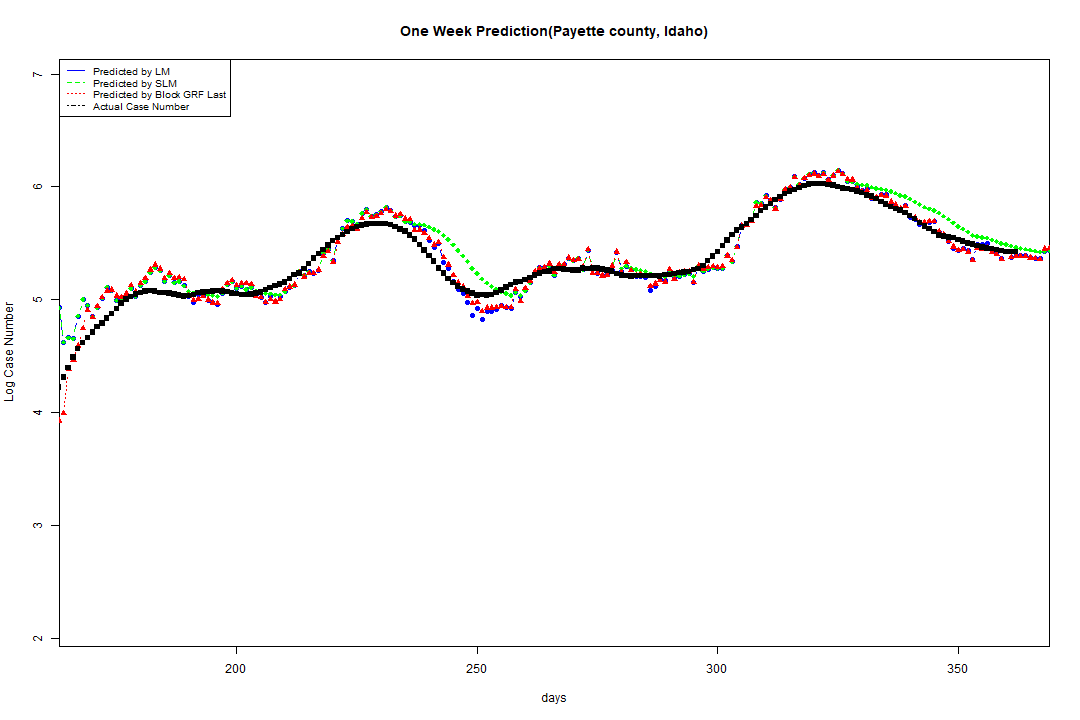 One Week Prediction(Payette county, Idaho)
Predicted by LM
Predicted by SLM
Predicted by Block GRF Last
Actual Case Number
7
6
5
4
3
2
Log Case Number
200 250 300 350
days